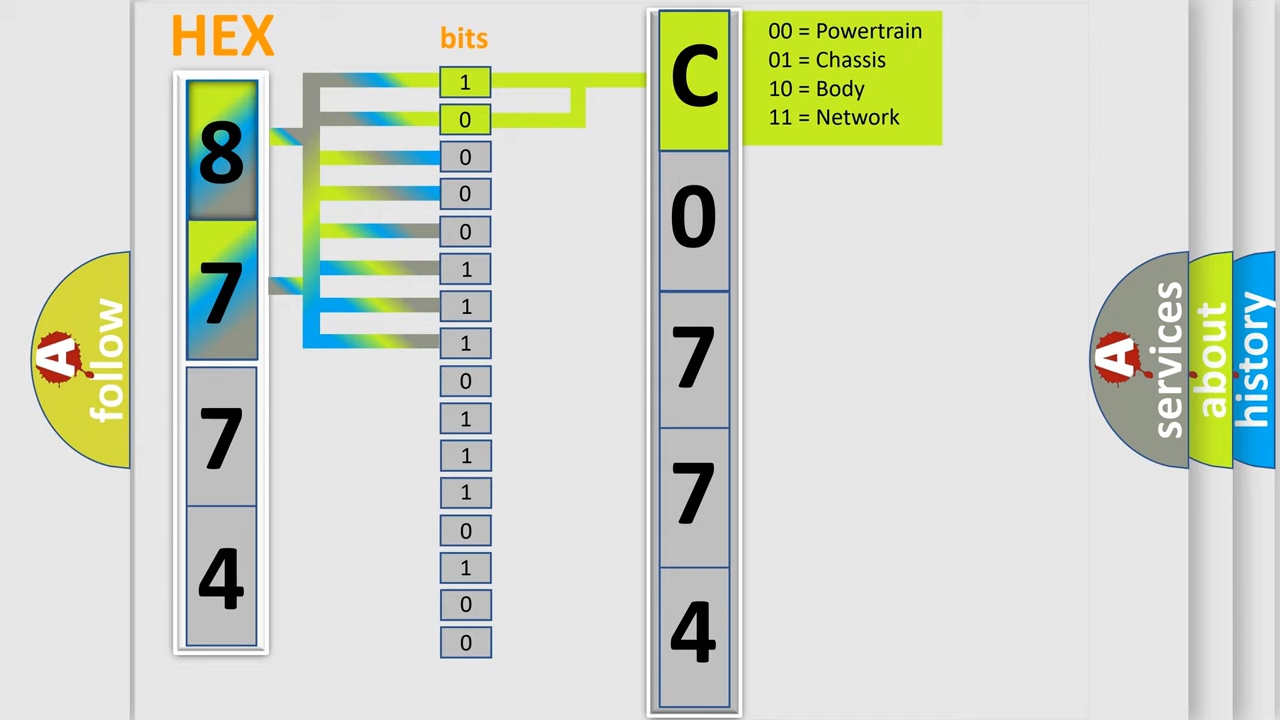 HEX
bits
8
7
7
4
1
0
0
0
0
1
1
1
0
1
1
1
0
1
0
0
C
0
7
7
4
00 = Powertrain
01 = Chassis
10 = Body
11 = Network
A
follow
A
services
about
history